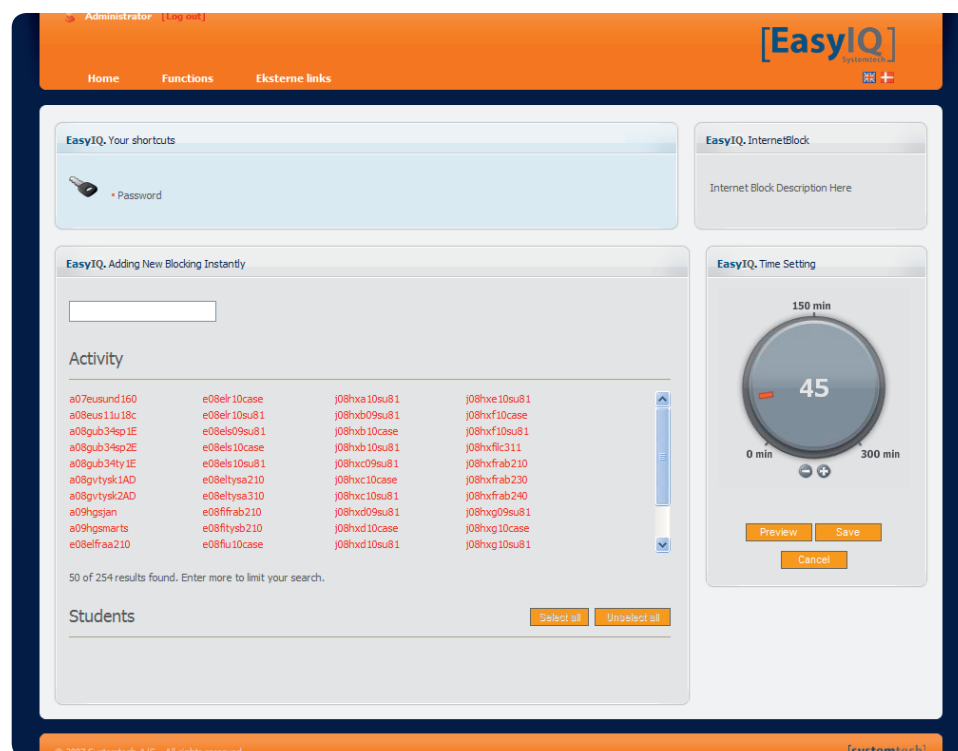 Administrator [Log out]
[EasyIQ]
Systemtech
Home Functions Eksterne links
EasyIQ. Your shortcuts
Password
EasyIQ. InternetBlock
Internet Block Description Here
EasyIQ. Adding New Blocking Instantly
Activity
a07eusund160 e08elr10case j08hxa10su81 j08hxe10su81
a08eus11u18c e08elr10su81 j08hxb09su81 j08hxf10case
a08gub34sp1E e08els09su81 j08hxb10case j08hxf10su81
a08gub34sp2E e08els10case j08hxb10su81 j08hxfilc311
a08gub34ty1E e08els10su81 j08hxc09su81 j08hxfrab210
a08gvtysk1AD e08eltysa210 j08hxc10case j08hxfrab230
a08gvtysk2AD e08eltysa310 j08hxc10su81 j08hxfrab240
a09hgsjan e08fifrab210 j08hxd09su81 j08hxg09su81
a09hgsmarts e08fitysb210 j08hxd10case j08hxg10case
e08elfraa210 e08fiu10case j08hxd10su81 j08hxg10su81
50 of 254 results found. Enter more to limit your search.
Students
Select all Unselect all
EasyIQ. Time Setting
150 min
45
0 min 300 min
Preview Save
Cancel
[systemtech]